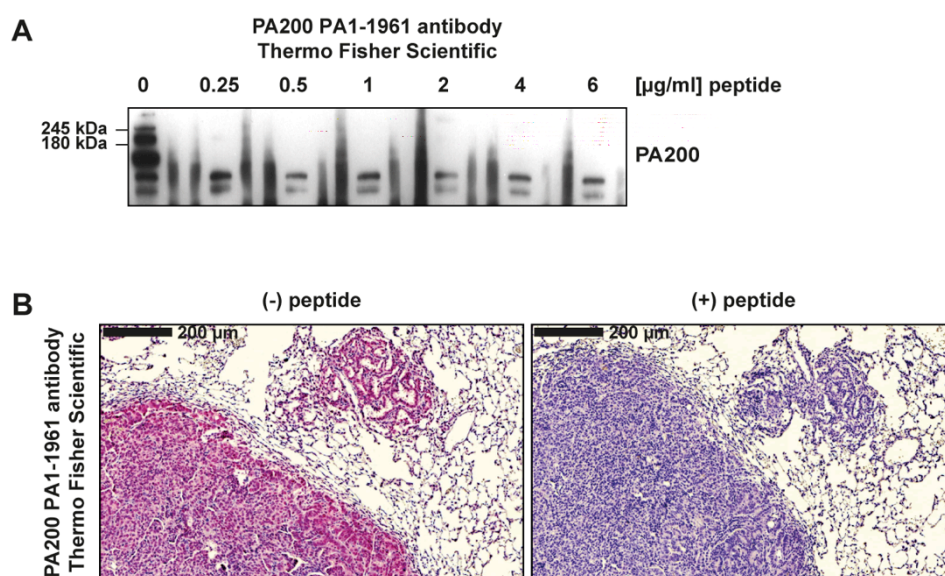 A
PA200 PA1-1961 antibody
Thermo Fisher Scientific
0 0.25 0.5 1 2 4 6 [µg/ml] peptide
245 kDa
180 kDa
PA200
B
(-) peptide
(+) peptide
PA200 PA1-1961 antibody
Thermo Fisher Scientific
200 µm
200 µm